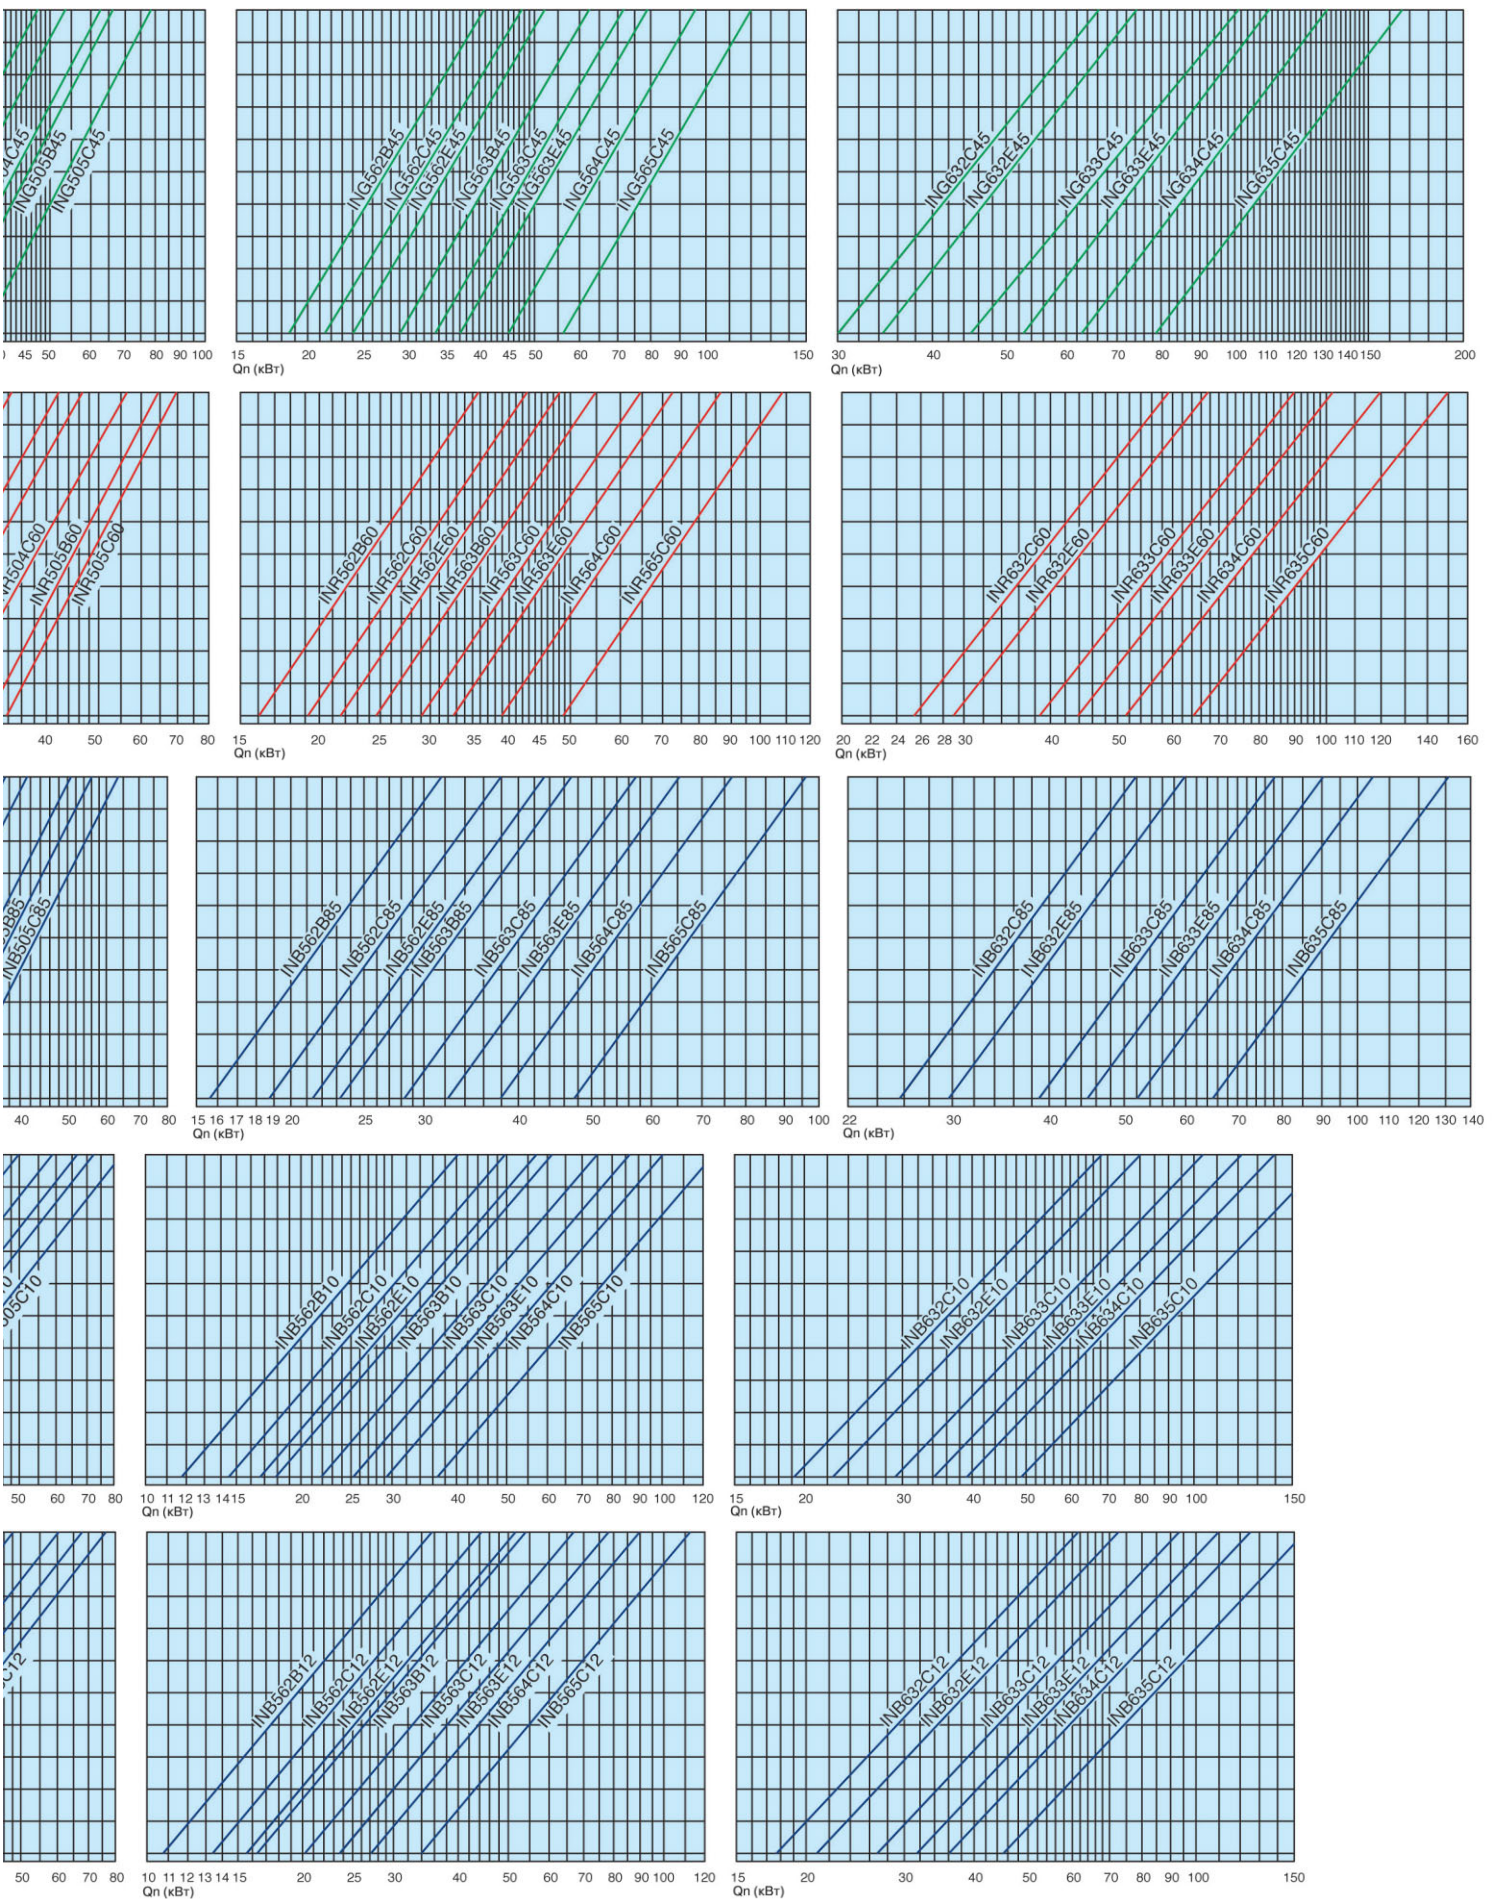 ING505B45 ING505C45
ING562B45 ING562C45 ING562E45 ING563B45 ING563C45 ING563E45 ING564C45 ING565C45
ING632C45 ING632E45 ING633C45 ING633E45 ING634C45 ING635C45
45 50 60 70 80 90 100
15 20 25 30 35 40 45 50 60 70 80 90 100 150
30 40 50 60 70 80 90 100 110 120 130 140 150 200
Qn (кВт)
Qn (кВт)
INR505B60 INR505C60
INR562B60 INR562C60 INR562E60 INR563B60 INR563C60 INR563E60 INR564C60 INR565C60
INR632C60 INR632E60 INR633C60 INR633E60 INR634C60 INR635C60
40 50 60 70 80
15 20 25 30 35 40 45 50 60 70 80 90 100 110 120
20 22 24 26 28 30 40 50 60 70 80 90 100 110 120 140 160
Qn (кВт)
Qn (кВт)
INB505C85
INB562B85 INB562C85 INB562E85 INB563B85 INB563C85 INB563E85 INB564C85 INB565C85
INB632C85 INB632E85 INB633C85 INB633E85 INB634C85 INB635C85
40 50 60 70 80
15 16 17 18 19 20 25 30 40 50 60 70 80 90 100
22 30 40 50 60 70 80 90 100 110 120 130 140
Qn (кВт)
Qn (кВт)
INB562B10 INB562C10 INB562E10 INB563B10 INB563C10 INB563E10 INB564C10 INB565C10
INB632C10 INB632E10 INB633C10 INB633E10 INB634C10 INB635C10
50 60 70 80
10 11 12 13 14 15 20 25 30 40 50 60 70 80 90 100 120
15 20 30 40 50 60 70 80 90 100 150
Qn (кВт)
Qn (кВт)
INB562B12 INB562C12 INB562E12 INB563B12 INB563C12 INB563E12 INB564C12 INB565C12
INB632C12 INB632E12 INB633C12 INB633E12 INB634C12 INB635C12
50 60 70 80
10 11 12 13 14 15 20 25 30 40 50 60 70 80 90 100 120
15 20 30 40 50 60 70 80 90 100 150
Qn (кВт)
Qn (кВт)